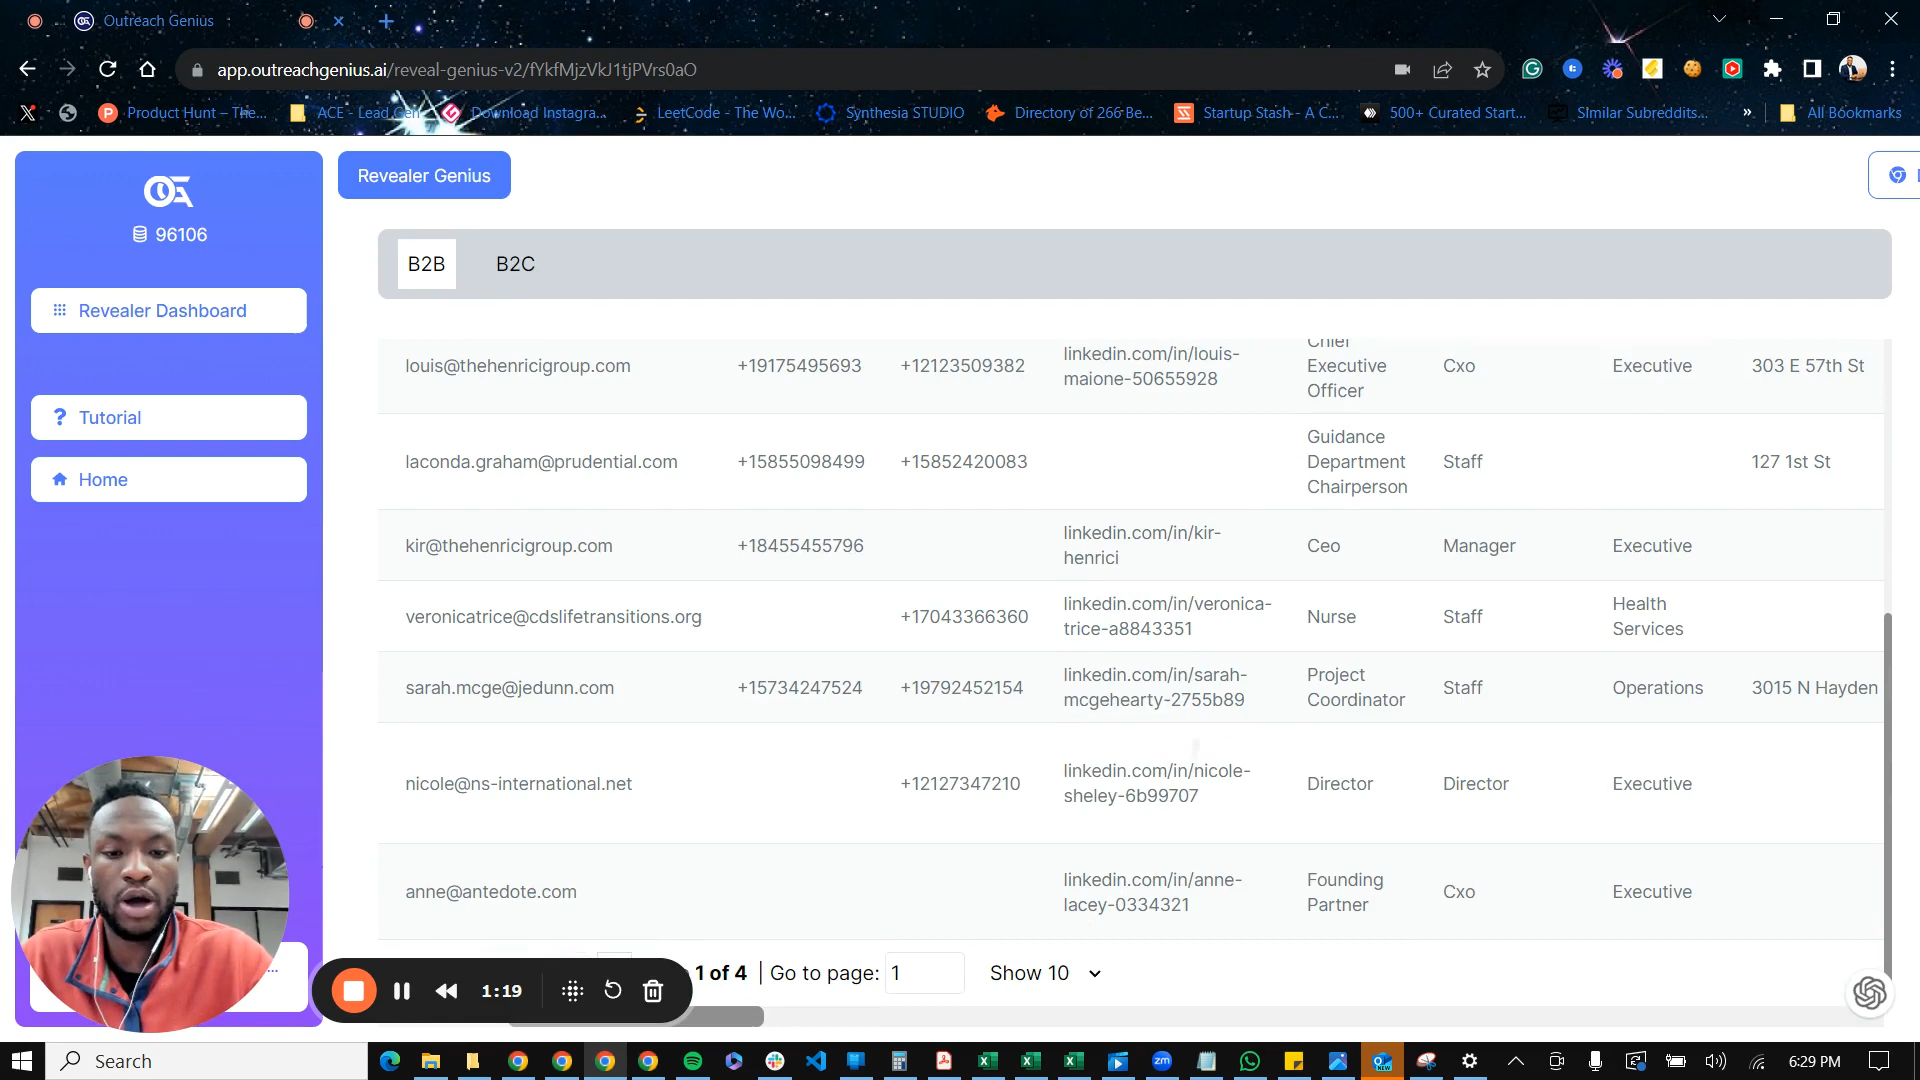 Outreach Genius
app.outreachgenius.ai/reveal-genius-v2/fYkfMjzVkJ1tjPVrs0aO
Product Hunt – The... ACE - Lead Gen Download Instagra... LeetCode - The Wo... Synthesia STUDIO Directory of 266 Be... Startup Stash - A C... 500+ Curated Start... SImilar Subreddits... » All Bookmarks
96106
Revealer Dashboard
Tutorial
Home
Revealer Genius
B2B B2C
louis@thehenricigroup.com +19175495693 +12123509382 linkedin.com/in/louis-
maione-50655928 Chief
Executive
Officer Cxo Executive 303 E 57th St
laconda.graham@prudential.com +15855098499 +15852420083 Guidance
Department
Chairperson Staff 127 1st St
kir@thehenricigroup.com +18455455796 linkedin.com/in/kir-
henrici Ceo Manager Executive
veronicatrice@cdslifetransitions.org +17043366360 linkedin.com/in/veronica-
trice-a8843351 Nurse Staff Health
Services
sarah.mcge@jedunn.com +15734247524 +19792452154 linkedin.com/in/sarah-
mcgehearty-2755b89 Project
Coordinator Staff Operations 3015 N Hayden
nicole@ns-international.net +12127347210 linkedin.com/in/nicole-
sheley-6b99707 Director Director Executive
anne@antedote.com linkedin.com/in/anne-
lacey-0334321 Founding
Partner Cxo Executive
1 of 4 | Go to page: 1 Show 10
...
1:19
Search
zm
NEW
6:29 PM